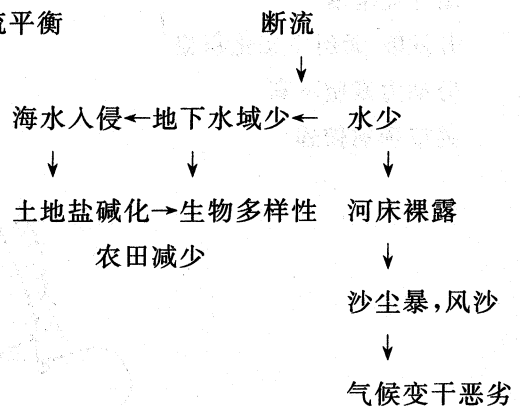 流平衡 断流
↓
海水入侵←地下水域少← 水少
↓ ↓ ↓
土地盐碱化→生物多样性 河床裸露
农田减少 ↓
沙尘暴,风沙
↓
气候变干恶劣